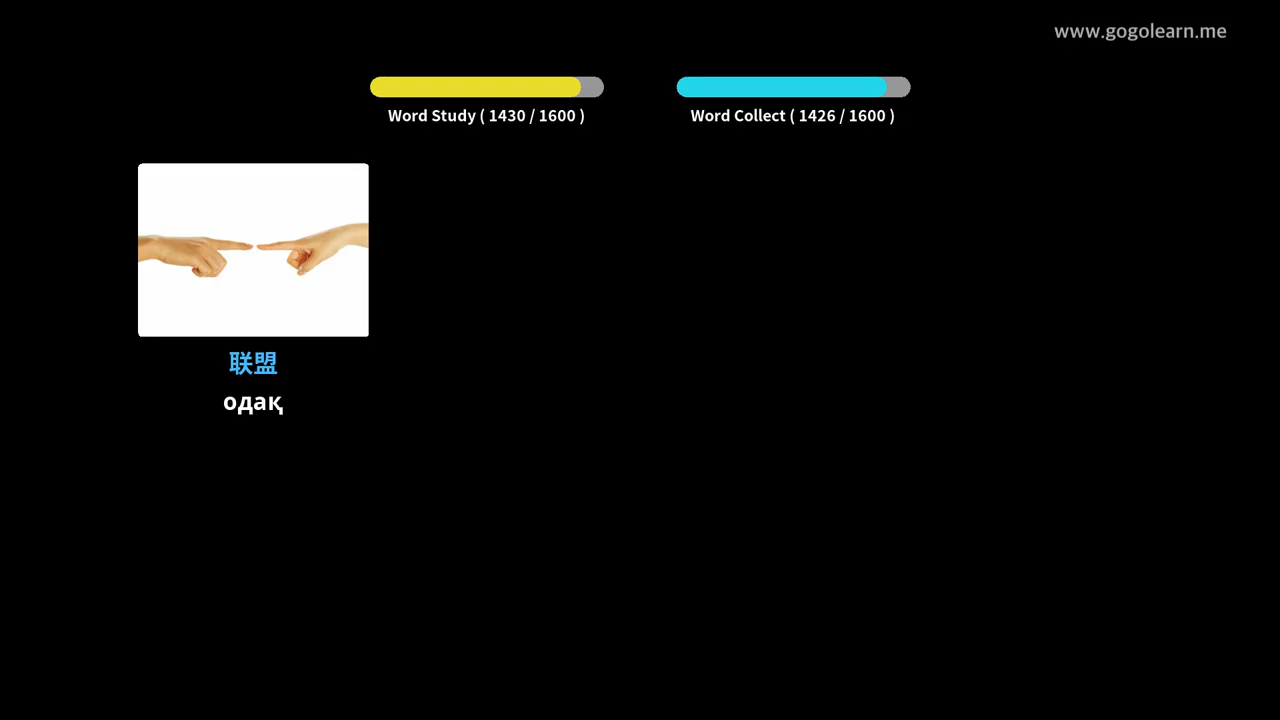 www.gogolearn.me
Word Study ( 1430 / 1600 )
Word Collect ( 1426 / 1600 )
联盟
одақ